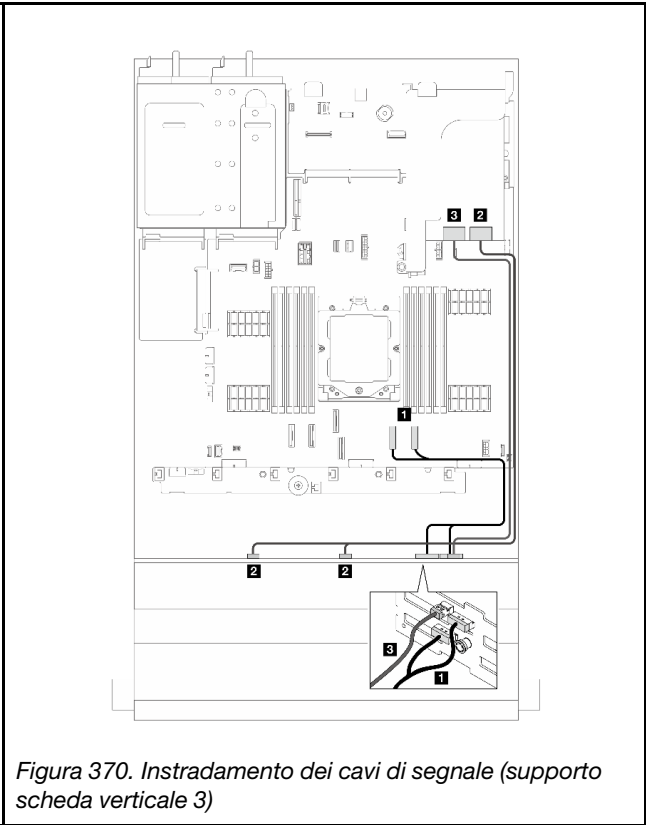 3 2
1
2 2
3
1
Figura 370. Instradamento dei cavi di segnale (supporto
scheda verticale 3)